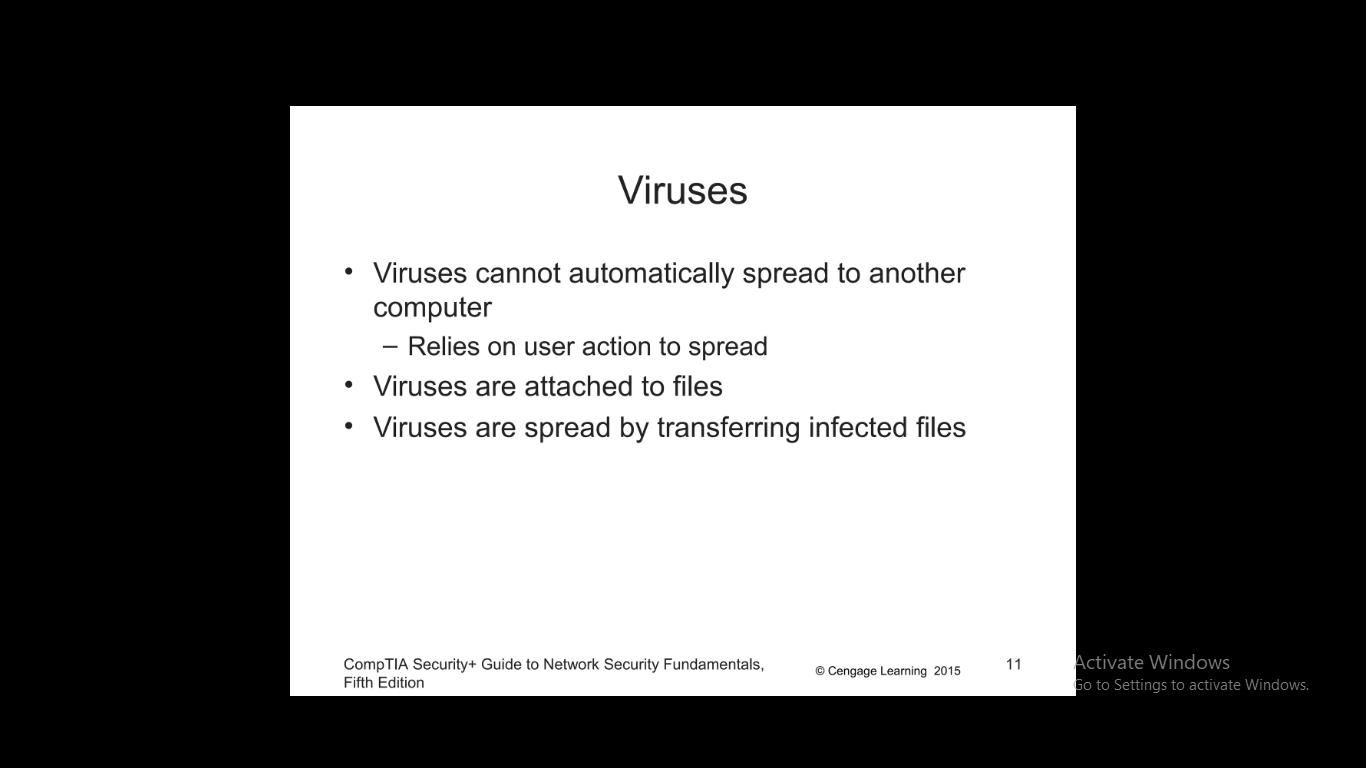 Viruses
• Viruses cannot automatically spread to another
computer
– Relies on user action to spread
• Viruses are attached to files
• Viruses are spread by transferring infected files
CompTIA Security+ Guide to Network Security Fundamentals,
Fifth Edition
© Cengage Learning 2015
11
Activate Windows
Go to Settings to activate Windows.